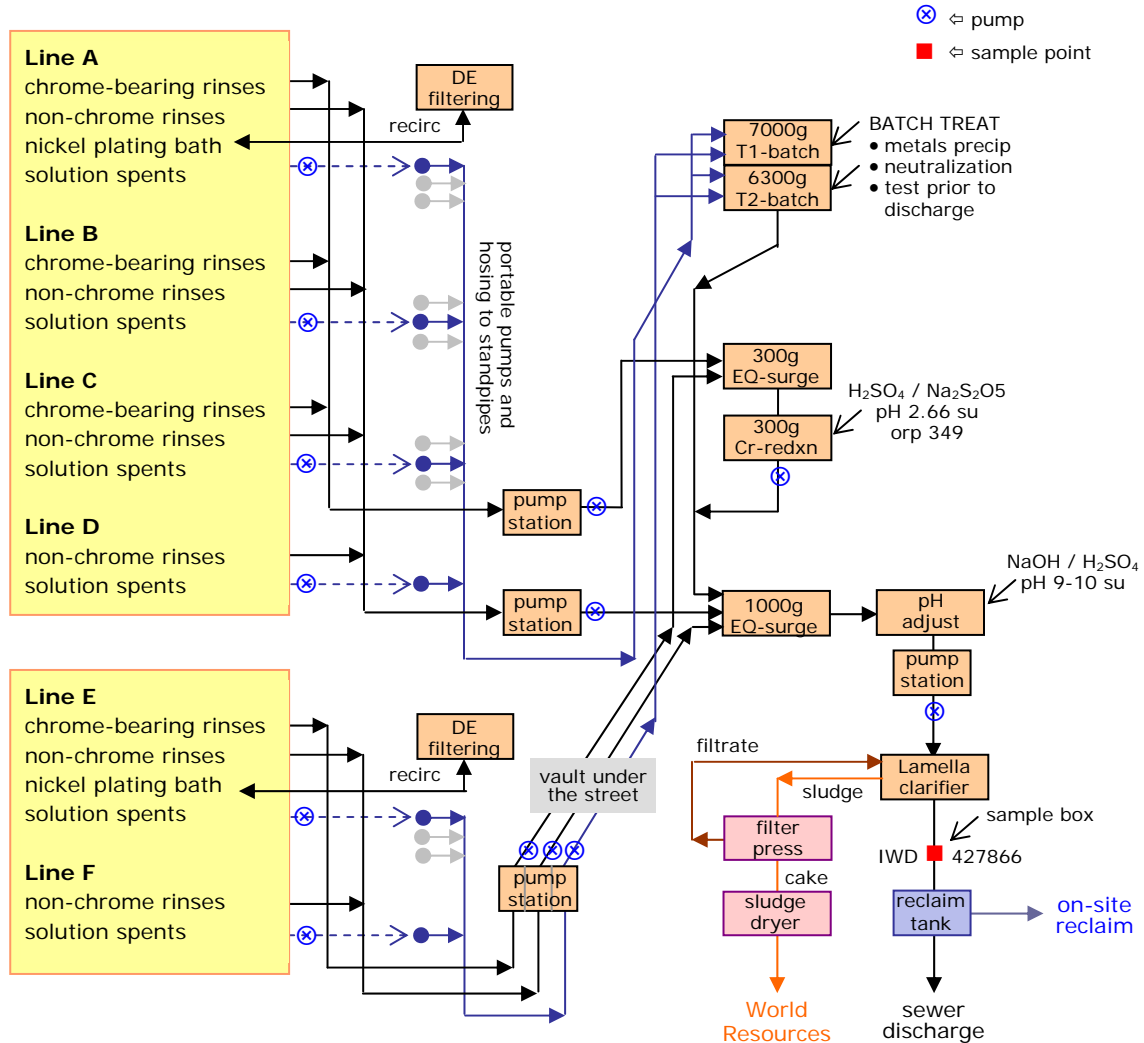 ⇦ pump
⇦ sample point
Line A
chrome-bearing rinses
non-chrome rinses
nickel plating bath
solution spents
Line B
chrome-bearing rinses
non-chrome rinses
solution spents
Line C
chrome-bearing rinses
non-chrome rinses
solution spents
Line D
non-chrome rinses
solution spents
DE
filtering
recirc
portable pumps and
hosing to standpipes
7000g
T1-batch
6300g
T2-batch
BATCH TREAT
• metals precip
• neutralization
• test prior to
discharge
300g
EQ-surge
300g
Cr-redxn
H₂SO₄ / Na₂S₂O5
pH 2.66 su
orp 349
pump
station
pump
station
1000g
EQ-surge
pH
adjust
NaOH / H₂SO₄
pH 9-10 su
pump
station
Line E
chrome-bearing rinses
non-chrome rinses
nickel plating bath
solution spents
Line F
non-chrome rinses
solution spents
DE
filtering
recirc
vault under
the street
pump
station
filtrate
Lamella
clarifier
sludge
filter
press
cake
sludge
dryer
World
Resources
sample box
IWD 427866
reclaim
tank
on-site
reclaim
sewer
discharge